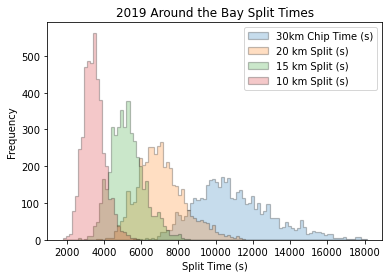 2019 Around the Bay Split Times
30km Chip Time (s)
20 km Split (s)
15 km Split (s)
10 km Split (s)
Frequency
500
400
300
200
100
0
2000 4000 6000 8000 10000 12000 14000 16000 18000
Split Time (s)